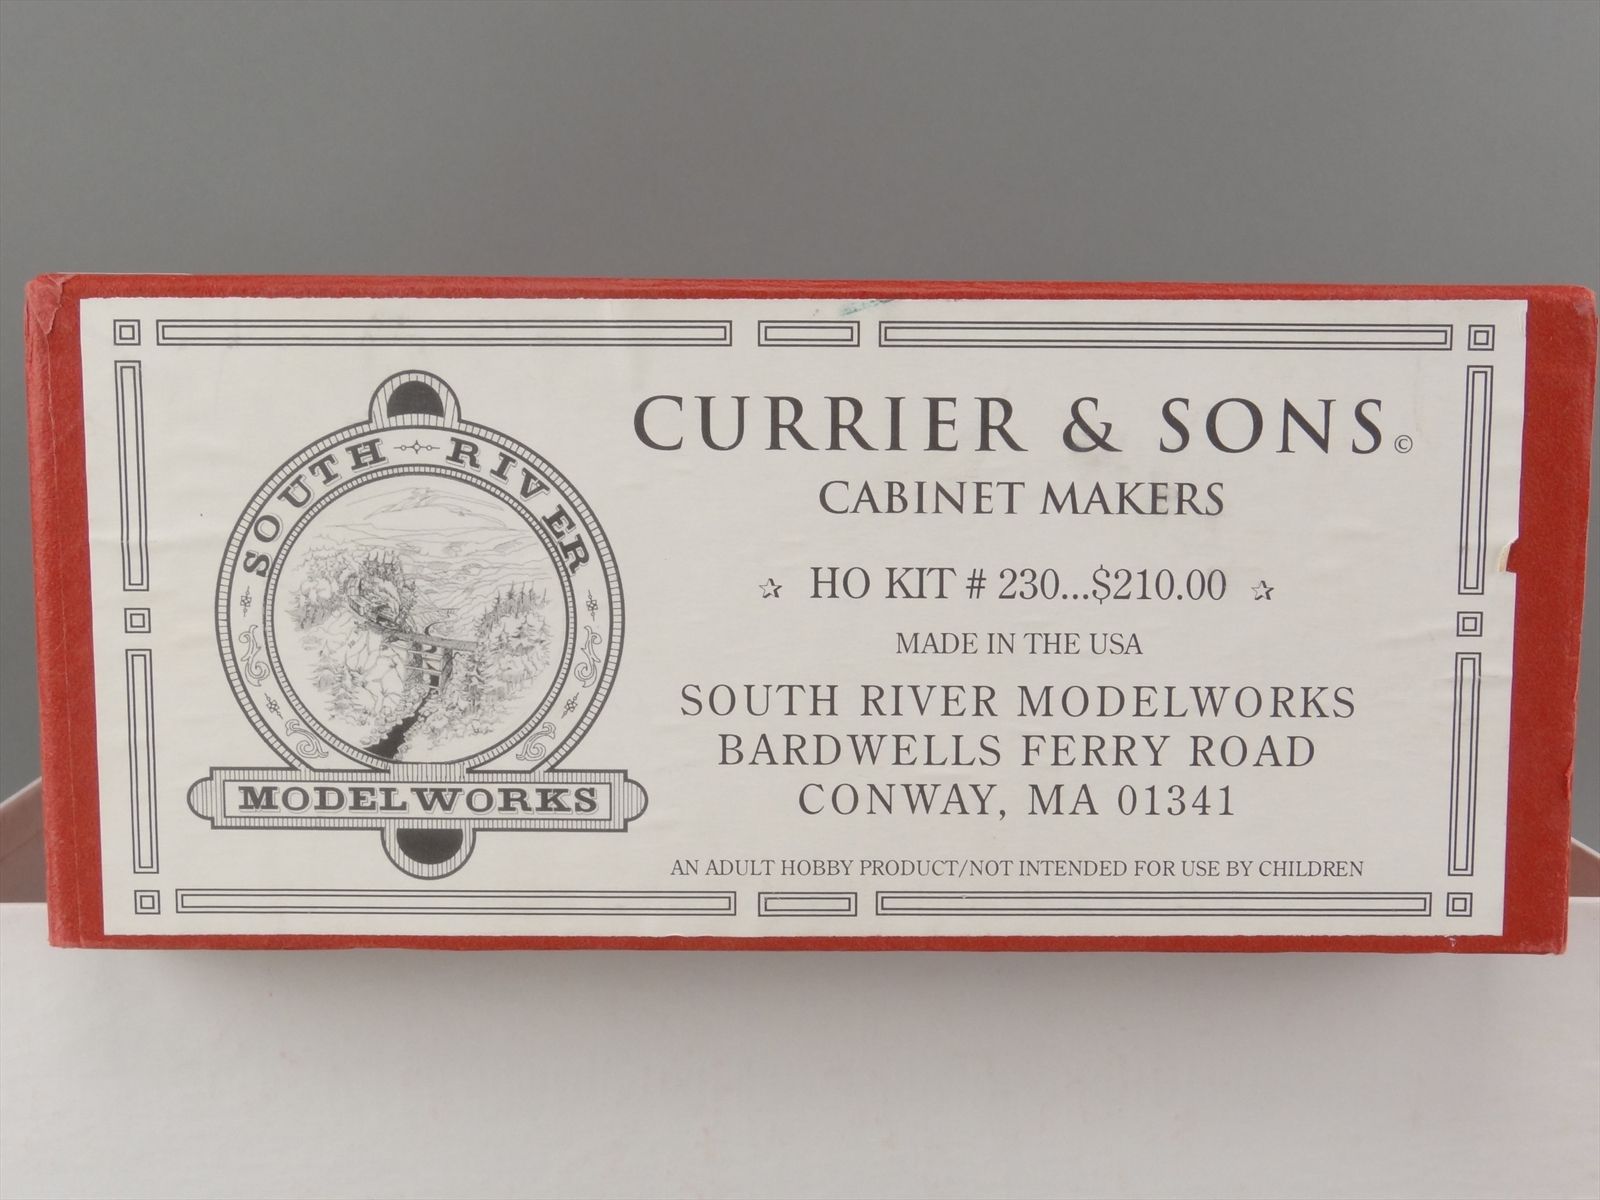 SOUTH RIVER
MODELWORKS
CURRIER & SONS©
CABINET MAKERS
☆ HO KIT # 230...$210.00 ☆
MADE IN THE USA
SOUTH RIVER MODELWORKS
BARDWELLS FERRY ROAD
CONWAY, MA 01341
AN ADULT HOBBY PRODUCT/NOT INTENDED FOR USE BY CHILDREN